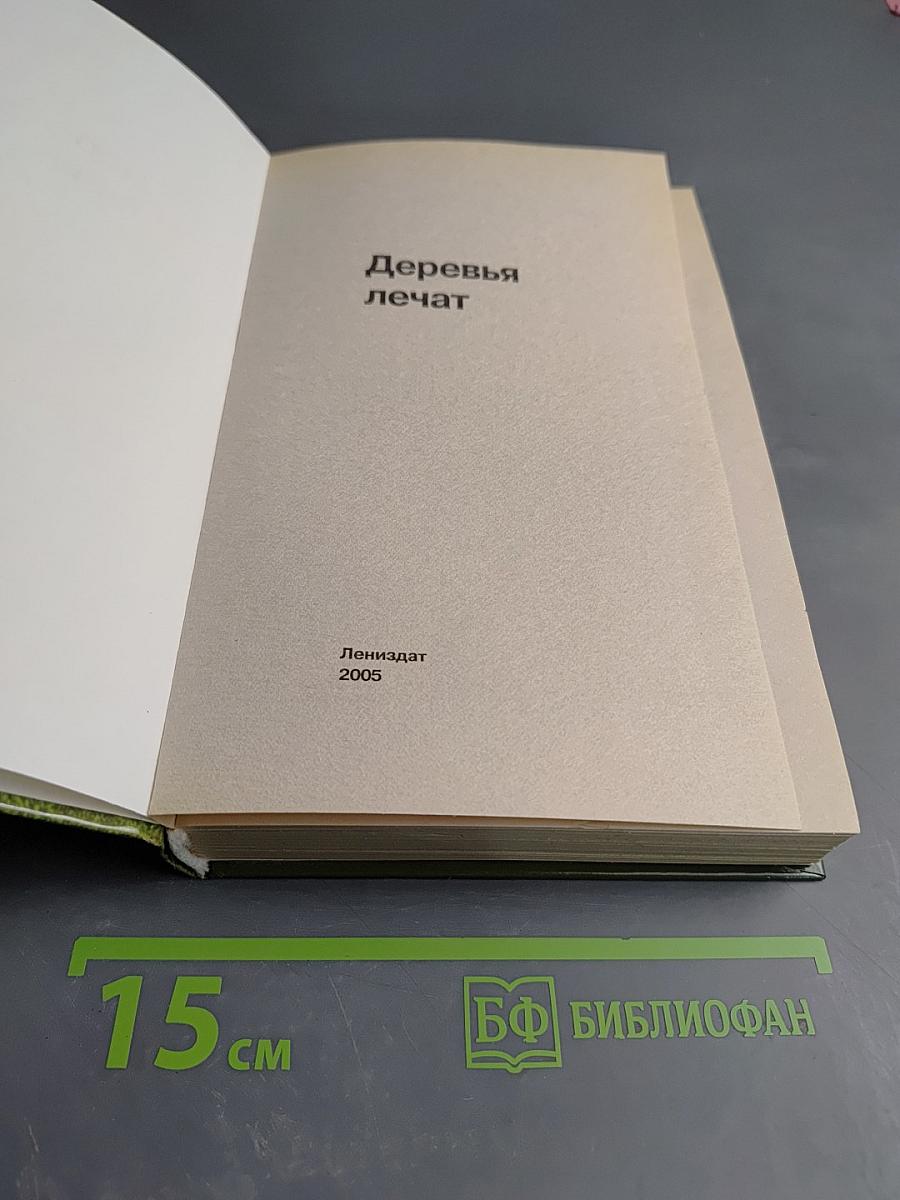 Деревья
лечат
Лениздат
2005
15 см
БФ БИБЛИОФАН